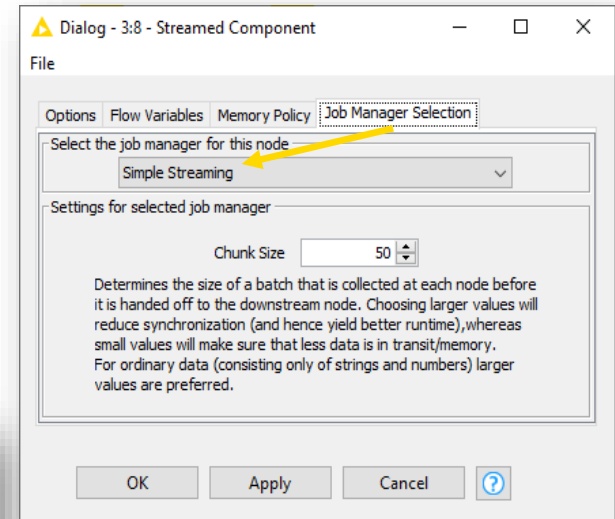 Dialog - 3:8 - Streamed Component
File
Options Flow Variables Memory Policy Job Manager Selection
Select the job manager for this node
Simple Streaming
Settings for selected job manager
Chunk Size 50
Determines the size of a batch that is collected at each node before
it is handed off to the downstream node. Choosing larger values will
reduce synchronization (and hence yield better runtime),whereas
small values will make sure that less data is in transit/memory.
For ordinary data (consisting only of strings and numbers) larger
values are preferred.
OK Apply Cancel ?